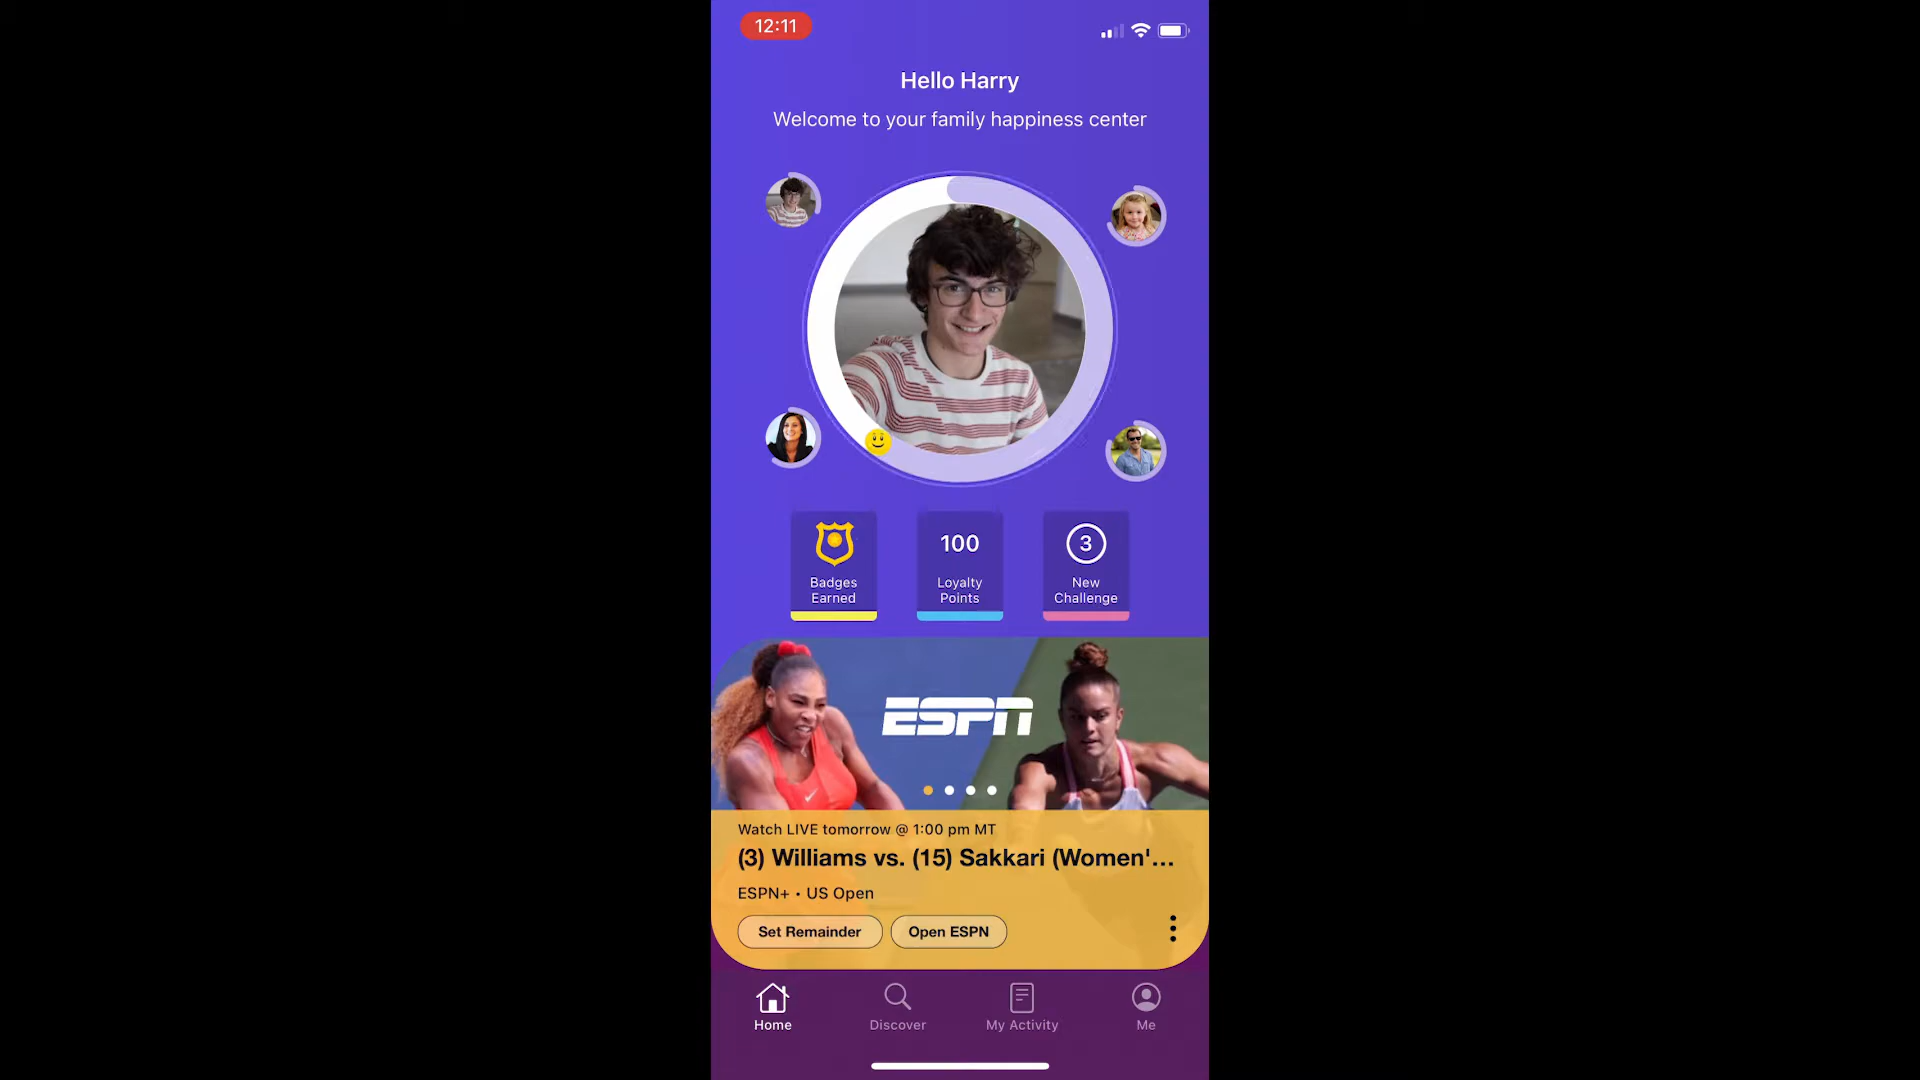 12:11
Hello Harry
Welcome to your family happiness center
Badges
Earned
100
Loyalty
Points
3
New
Challenge
ESPN
Watch LIVE tomorrow @ 1:00 pm MT
(3) Williams vs. (15) Sakkari (Women'...
ESPN+ • US Open
Set Remainder
Open ESPN
Home
Discover
My Activity
Me